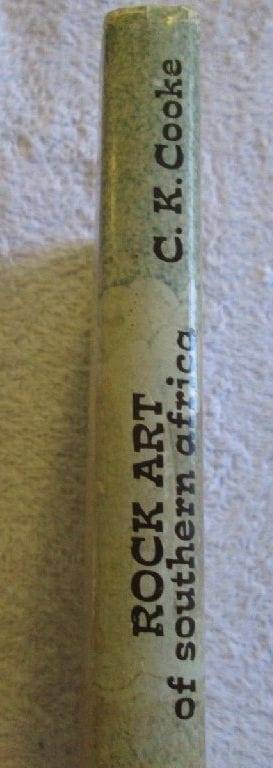 ROCK ART
of southern africa
C. K. Cooke